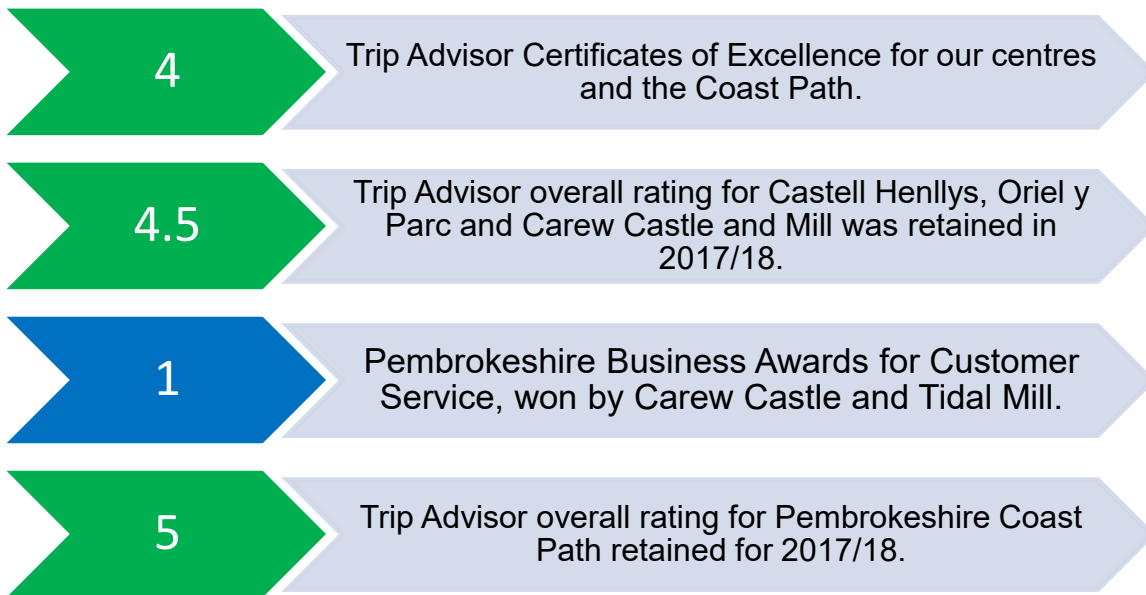 4
Trip Advisor Certificates of Excellence for our centres
and the Coast Path.
4.5
Trip Advisor overall rating for Castell Henllys, Oriel y
Parc and Carew Castle and Mill was retained in
2017/18.
1
Pembrokeshire Business Awards for Customer
Service, won by Carew Castle and Tidal Mill.
5
Trip Advisor overall rating for Pembrokeshire Coast
Path retained for 2017/18.